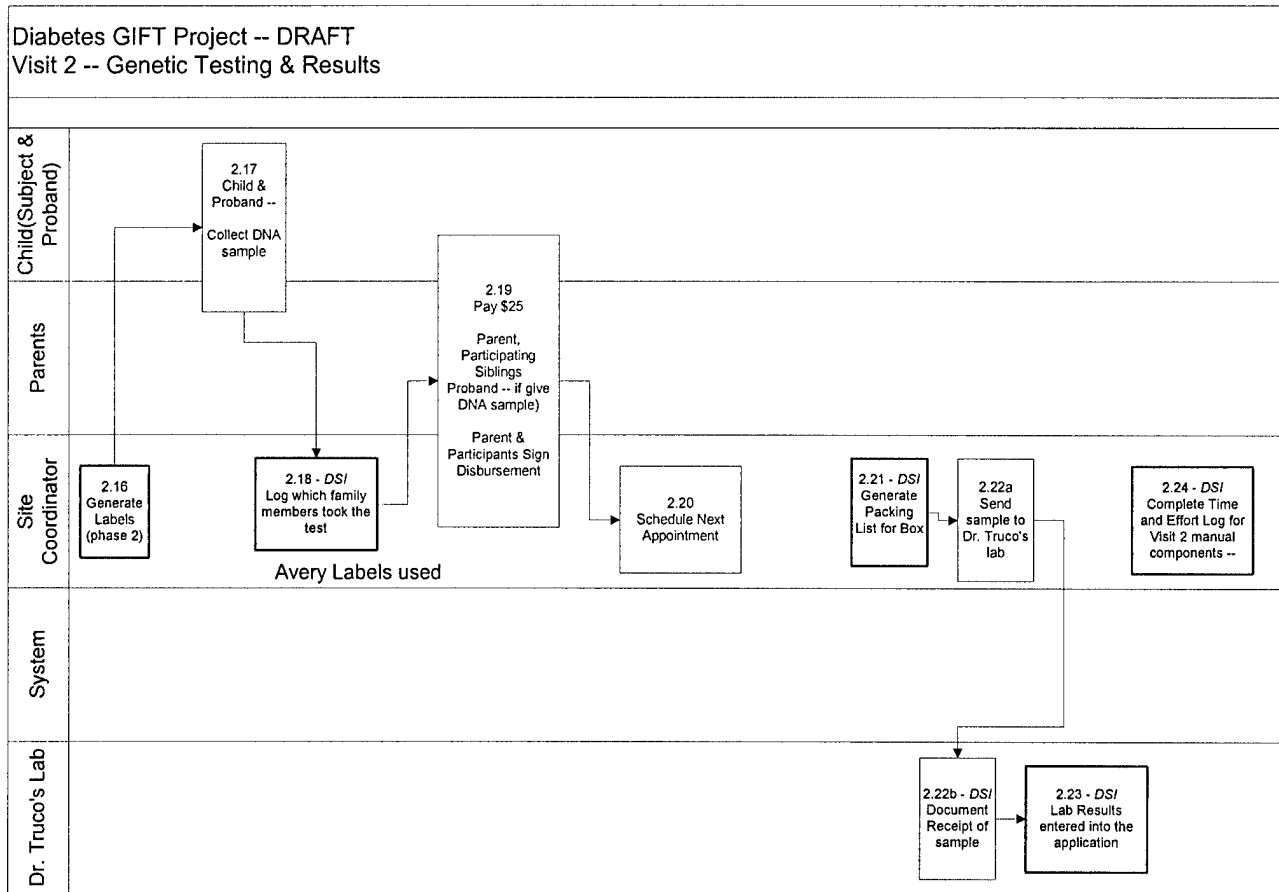 Diabetes GIFT Project -- DRAFT
Visit 2 -- Genetic Testing & Results
Child(Subject &
Proband)
2.17
Child &
Proband --
Collect DNA
sample
Parents
2.19
Pay $25
Parent,
Participating
Siblings
Proband -- if give
DNA sample)
Parent &
Participants Sign
Disbursement
Site
Coordinator
2.16
Generate
Labels
(phase 2)
2.18 - DSI
Log which family
members took the
test
Avery Labels used
2.20
Schedule Next
Appointment
2.21 - DSI
Generate
Packing
List for Box
2.22a
Send
sample to
Dr. Truco's
lab
2.24 - DSI
Complete Time
and Effort Log for
Visit 2 manual
components --
System
Dr. Truco's Lab
2.22b - DSI
Document
Receipt of
sample
2.23 - DSI
Lab Results
entered into the
application